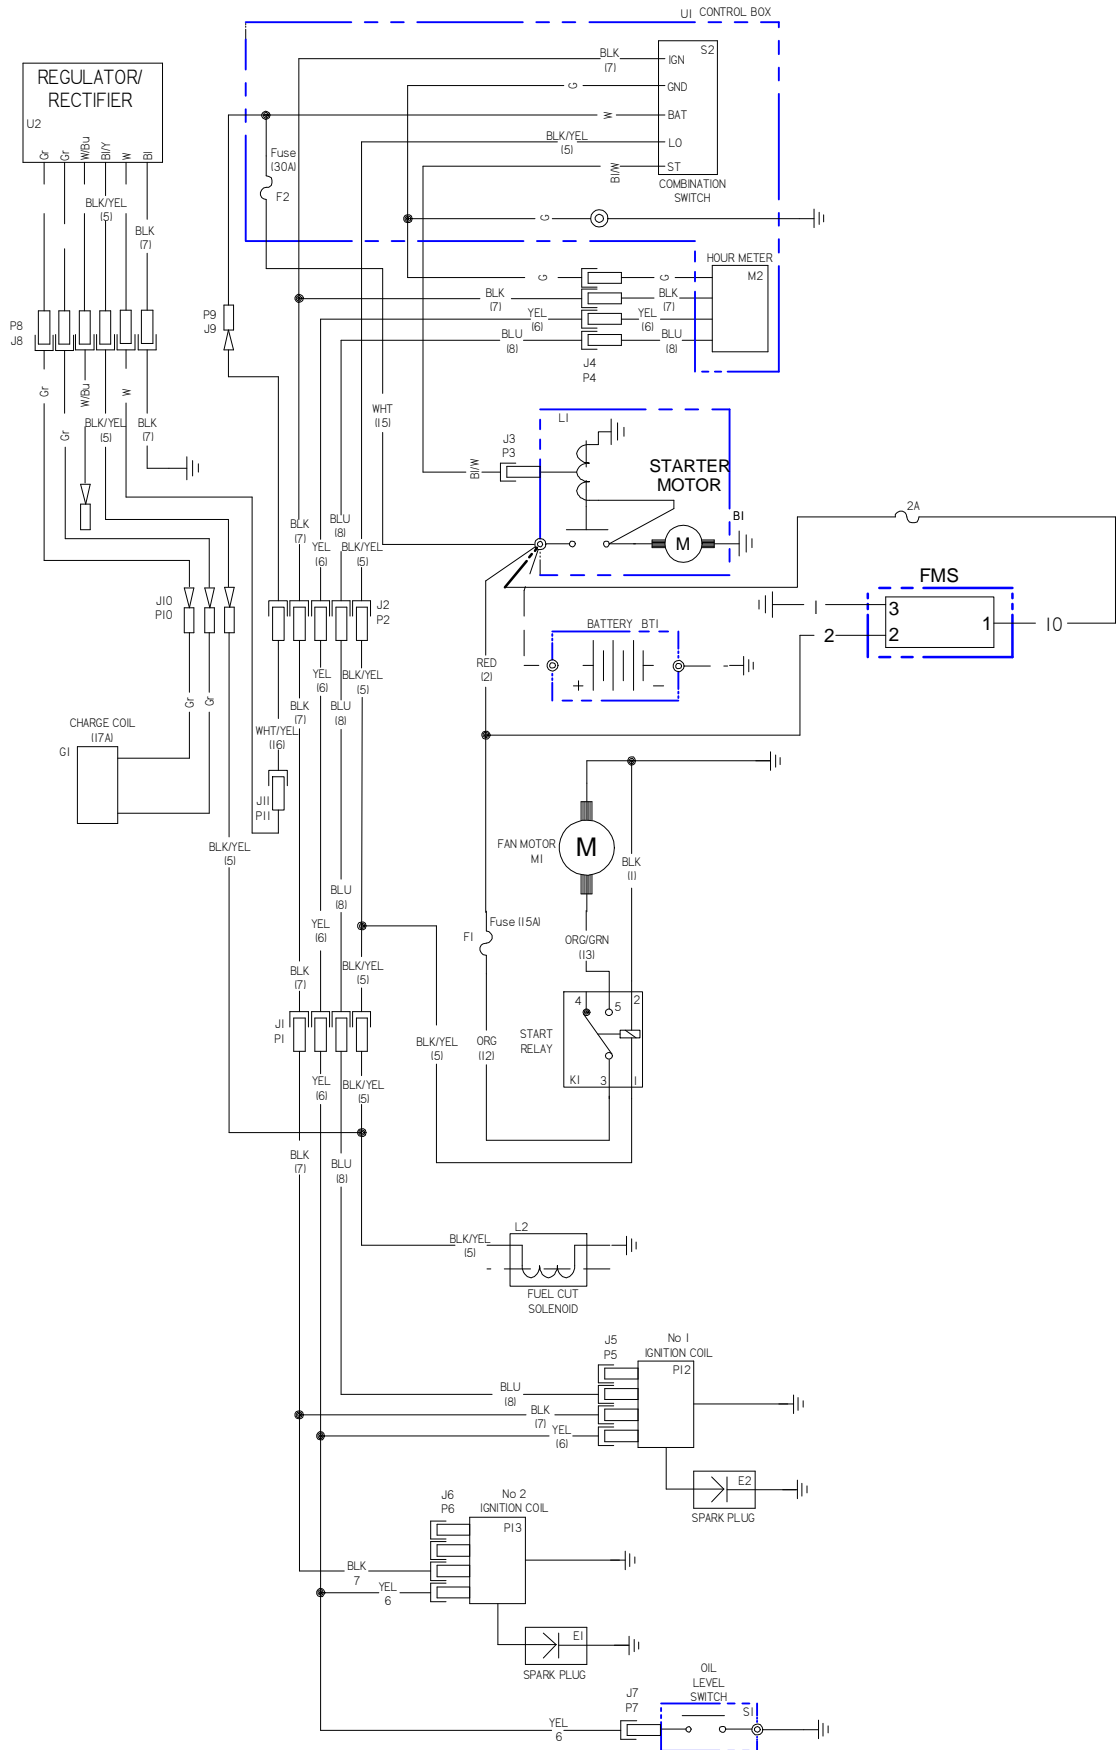 U1 CONTROL BOX
S2
IGN
GND
BAT
LO
ST
COMBINATION
SWITCH
BLK
(7)
G
W
BLK/YEL
(5)
Bl/W
REGULATOR/
RECTIFIER
U2
Gr
Gr
W/Bu
Bl/Y
W
Bl
BLK/YEL
(5)
BLK
(7)
Fuse
(30A)
F2
G
HOUR METER
M2
G
G
BLK
(7)
BLK
(7)
YEL
(6)
YEL
(6)
BLU
(8)
BLU
(8)
J4
P4
P8
J8
P9
J9
Gr
Gr
W/Bu
BLK/YEL
(5)
W
BLK
(7)
WHT
(15)
L1
J3
P3
Bl/W
STARTER
MOTOR
B1
M
2A
FMS
3
2
1
1
2
10
BLK
(7)
YEL
(6)
BLU
(8)
BLK/YEL
(5)
J2
P2
J10
P10
BATTERY BT1
+
−
RED
(2)
YEL
(6)
BLK
(7)
BLU
(8)
BLK/YEL
(5)
Gr
Gr
WHT/YEL
(16)
CHARGE COIL
(17A)
G1
J11
P11
BLK/YEL
(5)
FAN MOTOR
M1
M
BLK
(1)
BLU
(8)
YEL
(6)
Fuse (15A)
F1
ORG/GRN
(13)
BLK
(7)
BLK/YEL
(5)
J1
P1
4
5
2
START
RELAY
K1
3
1
BLK/YEL
(5)
ORG
(12)
YEL
(6)
BLK/YEL
(5)
BLK
(7)
BLU
(8)
L2
BLK/YEL
(5)
FUEL CUT
SOLENOID
J5
P5
No 1
IGNITION COIL
P12
BLU
(8)
BLK
(7)
YEL
(6)
E2
SPARK PLUG
J6
P6
No 2
IGNITION COIL
P13
BLK
7
YEL
6
E1
SPARK PLUG
OIL
LEVEL
SWITCH
J7
P7
S1
YEL
6